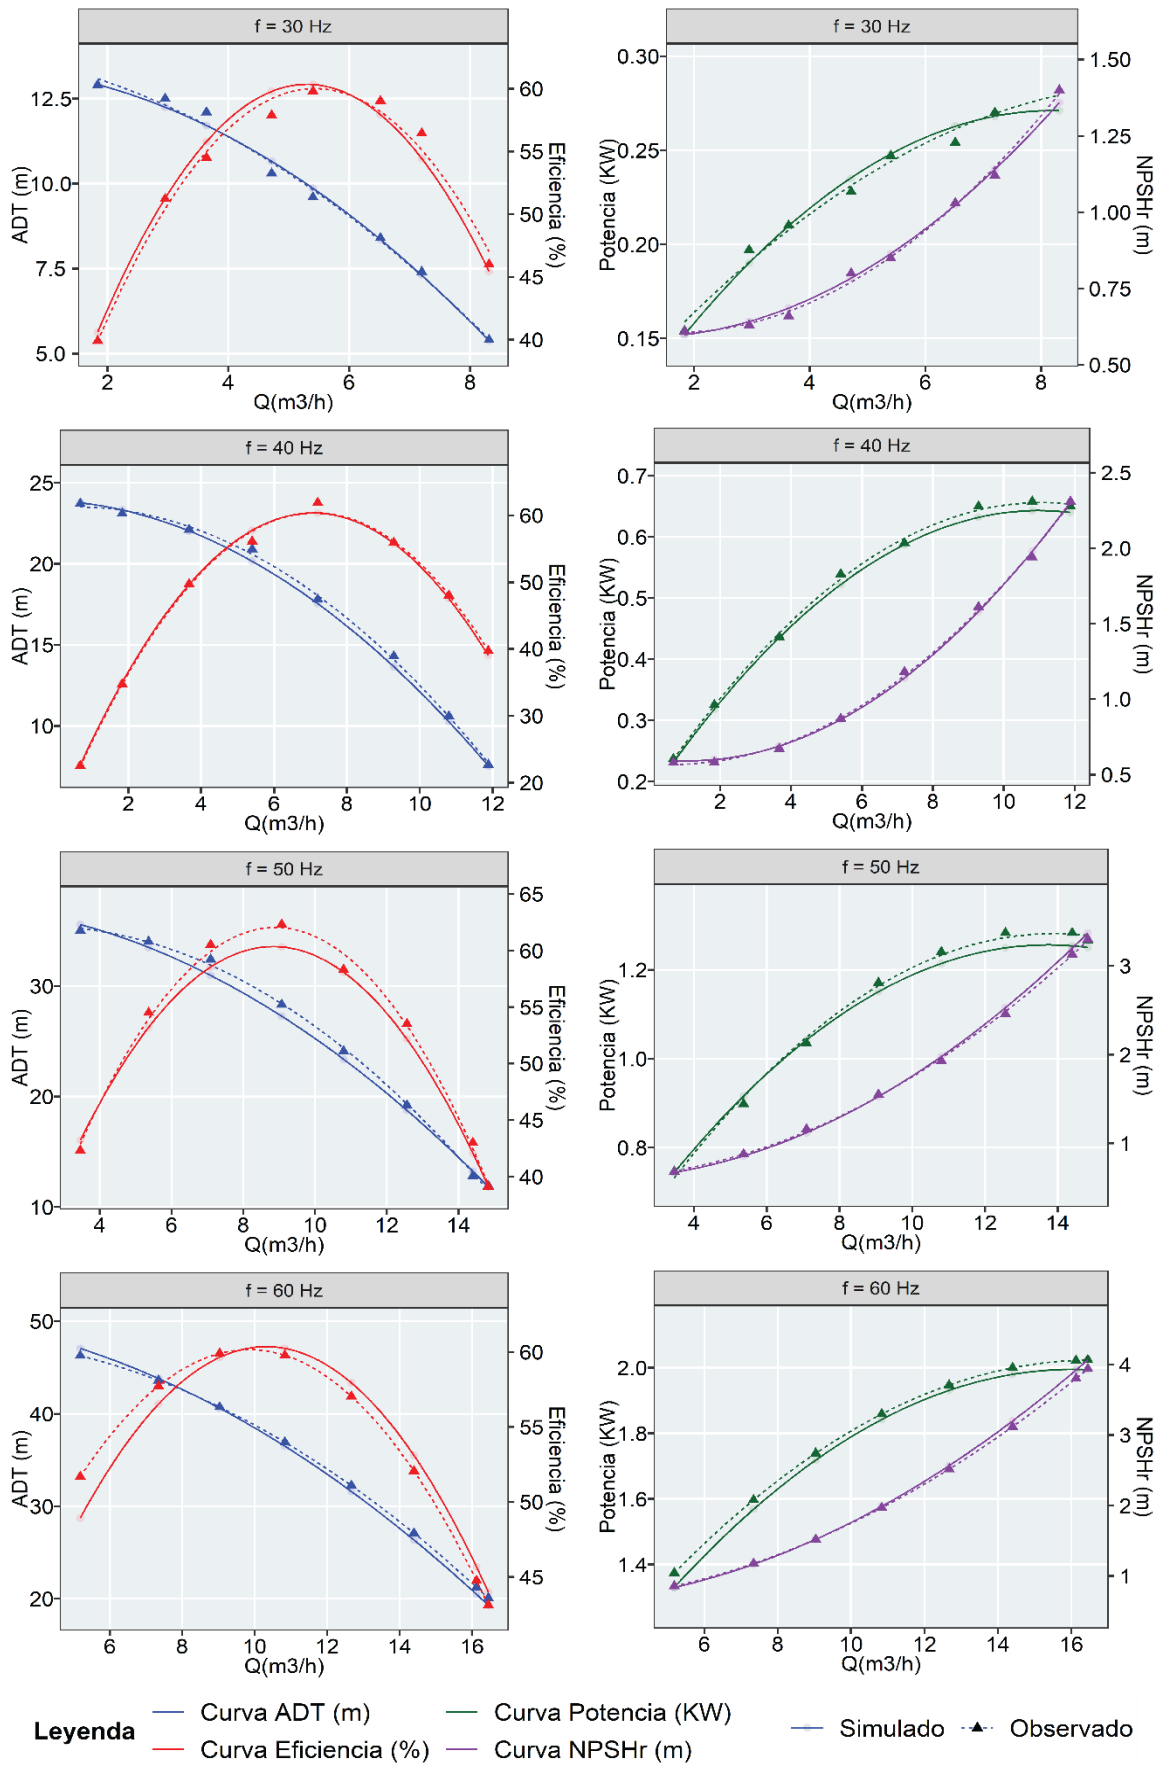 f = 30 Hz
12.5
10.0
7.5
5.0
ADT (m)
60
55
50
45
40
Eficiencia (%)
2 4 6 8
Q(m3/h)
f = 30 Hz
0.30
0.25
0.20
0.15
Potencia (KW)
1.50
1.25
1.00
0.75
0.50
NPSHr (m)
2 4 6 8
Q(m3/h)
f = 40 Hz
25
20
15
10
ADT (m)
60
50
40
30
20
Eficiencia (%)
2 4 6 8 10 12
Q(m3/h)
f = 40 Hz
0.7
0.6
0.5
0.4
0.3
0.2
Potencia (KW)
2.5
2.0
1.5
1.0
0.5
NPSHr (m)
2 4 6 8 10 12
Q(m3/h)
f = 50 Hz
30
20
10
ADT (m)
65
60
55
50
45
40
Eficiencia (%)
4 6 8 10 12 14
Q(m3/h)
f = 50 Hz
1.2
1.0
0.8
Potencia (KW)
3
2
1
NPSHr (m)
4 6 8 10 12 14
Q(m3/h)
f = 60 Hz
50
40
30
20
ADT (m)
60
55
50
45
Eficiencia (%)
6 8 10 12 14 16
Q(m3/h)
f = 60 Hz
2.0
1.8
1.6
1.4
Potencia (KW)
4
3
2
1
NPSHr (m)
6 8 10 12 14 16
Q(m3/h)
Leyenda
Curva ADT (m)
Curva Eficiencia (%)
Curva Potencia (KW)
Curva NPSHr (m)
Simulado
Observado